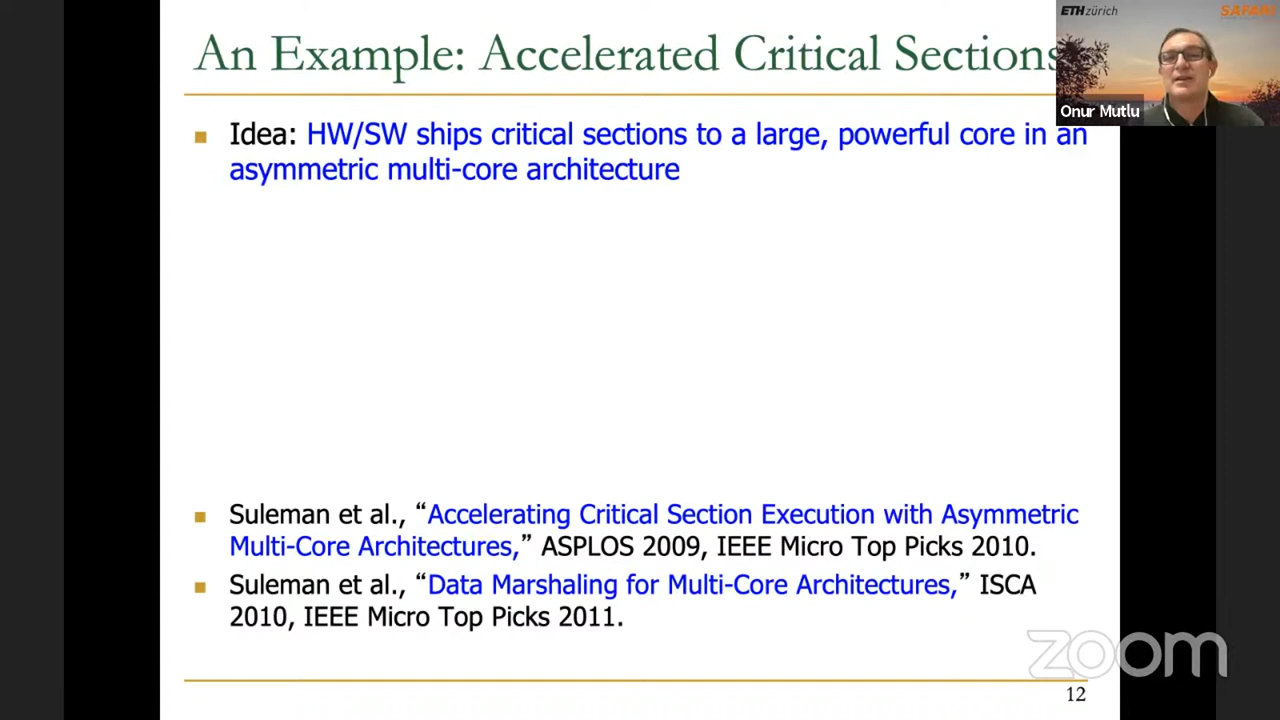 An Example: Accelerated Critical Sections
ETH zürich
SAFARI
Onur Mutlu
Idea: HW/SW ships critical sections to a large, powerful core in an
asymmetric multi-core architecture
Suleman et al., “Accelerating Critical Section Execution with Asymmetric
Multi-Core Architectures,” ASPLOS 2009, IEEE Micro Top Picks 2010.
Suleman et al., “Data Marshaling for Multi-Core Architectures,” ISCA
2010, IEEE Micro Top Picks 2011.
zoom
12